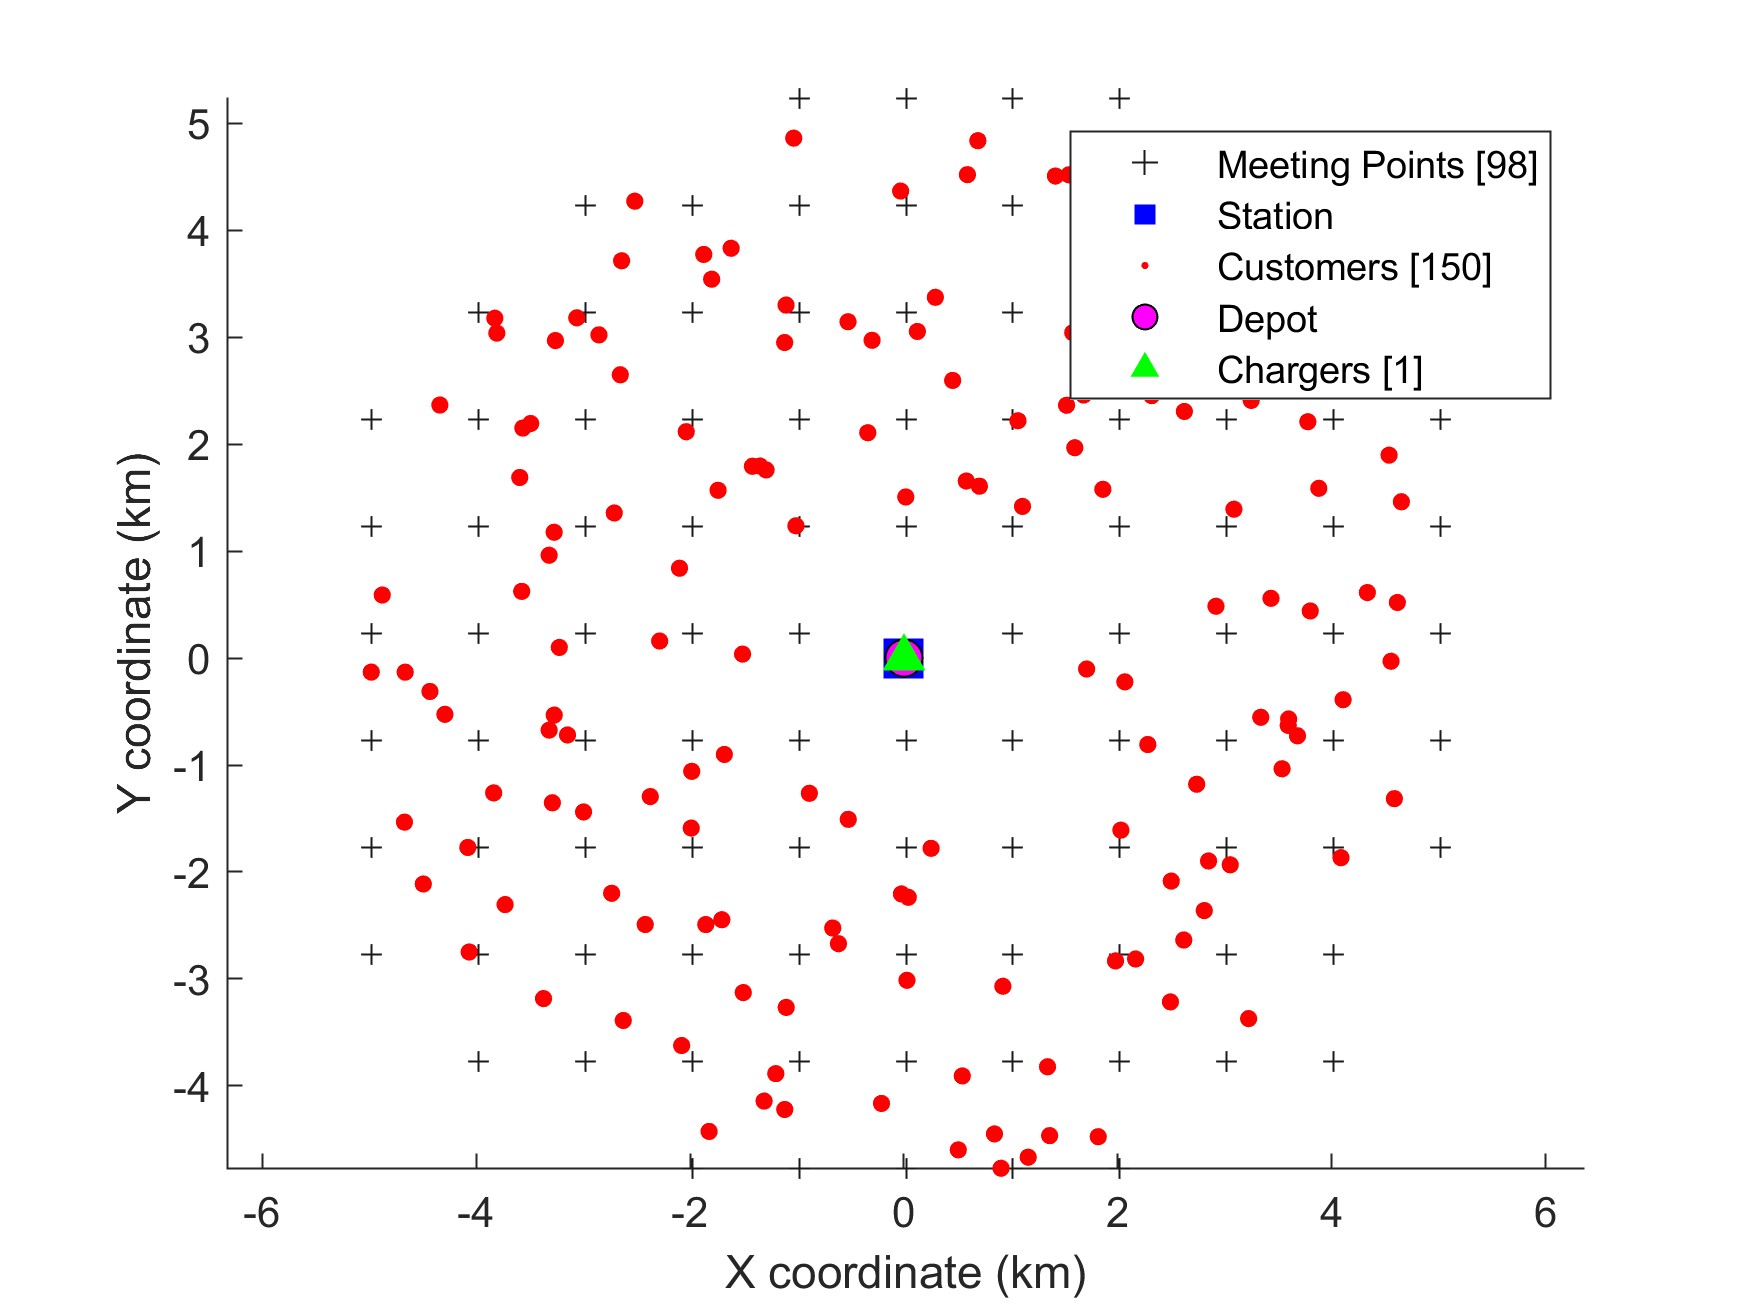 5
4
3
2
1
0
-1
-2
-3
-4
Y coordinate (km)
Meeting Points [98]
Station
Customers [150]
Depot
Chargers [1]
-6
-4
-2
0
2
4
6
X coordinate (km)